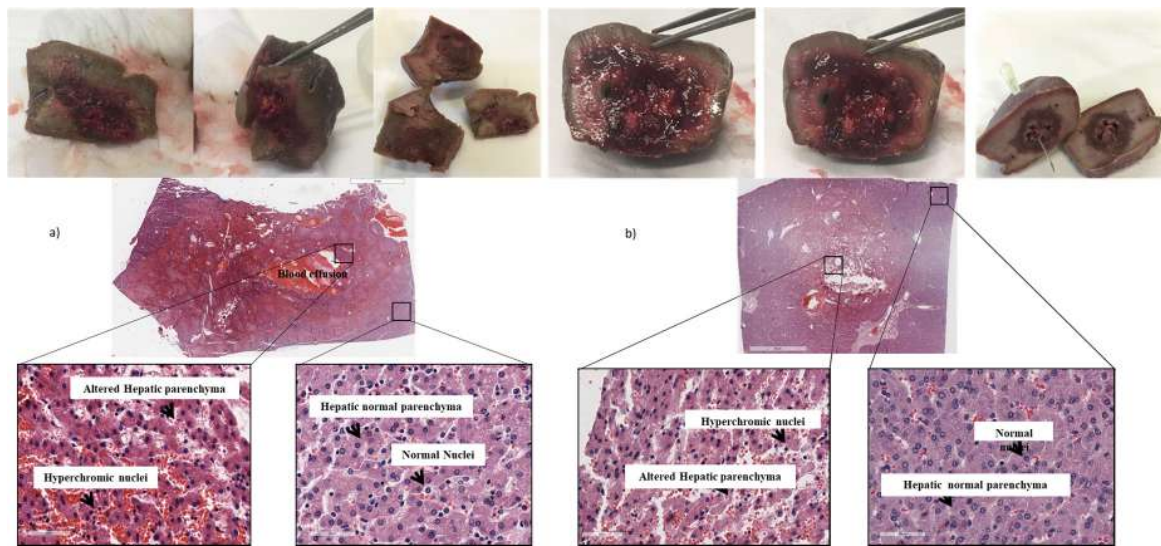 a)
b)
Blood effusion
Altered Hepatic parenchyma
Hyperchromic nuclei
Hepatic normal parenchyma
Normal Nuclei
Hyperchromic nuclei
Altered Hepatic parenchyma
Normal
nuclei
Hepatic normal parenchyma